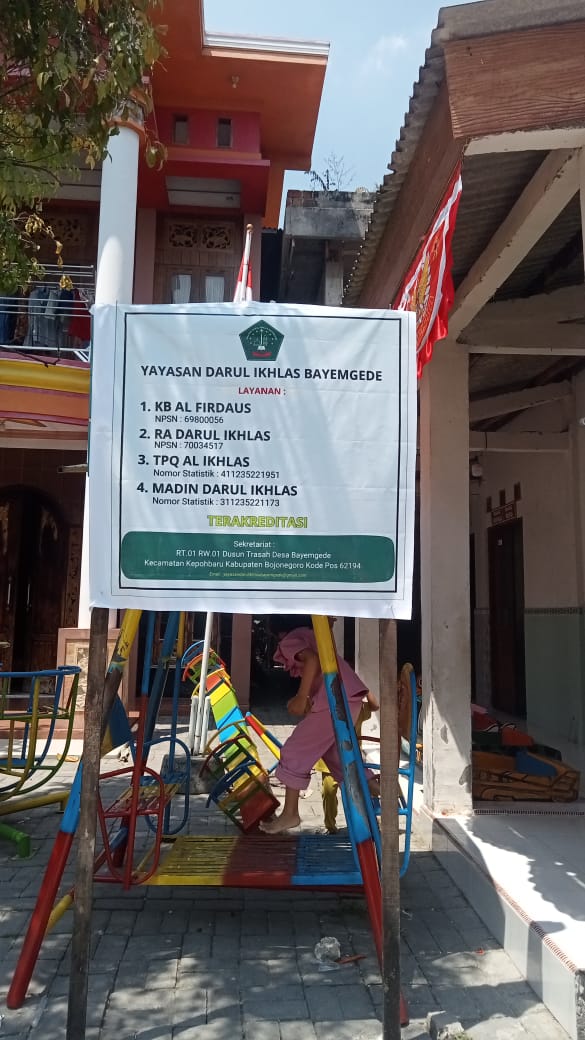 YAYASAN DARUL IKHLAS BAYEMGEDE
LAYANAN :
1. KB AL FIRDAUS
NPSN : 69800056
2. RA DARUL IKHLAS
NPSN : 70034517
3. TPQ AL IKHLAS
Nomor Statistik : 411235221951
4. MADIN DARUL IKHLAS
Nomor Statistik : 311235221173
TERAKREDITASI
Sekretariat :
RT.01 RW.01 Dusun Trasah Desa Bayemgede
Kecamatan Kepohbaru Kabupaten Bojonegoro Kode Pos 62194
Email :